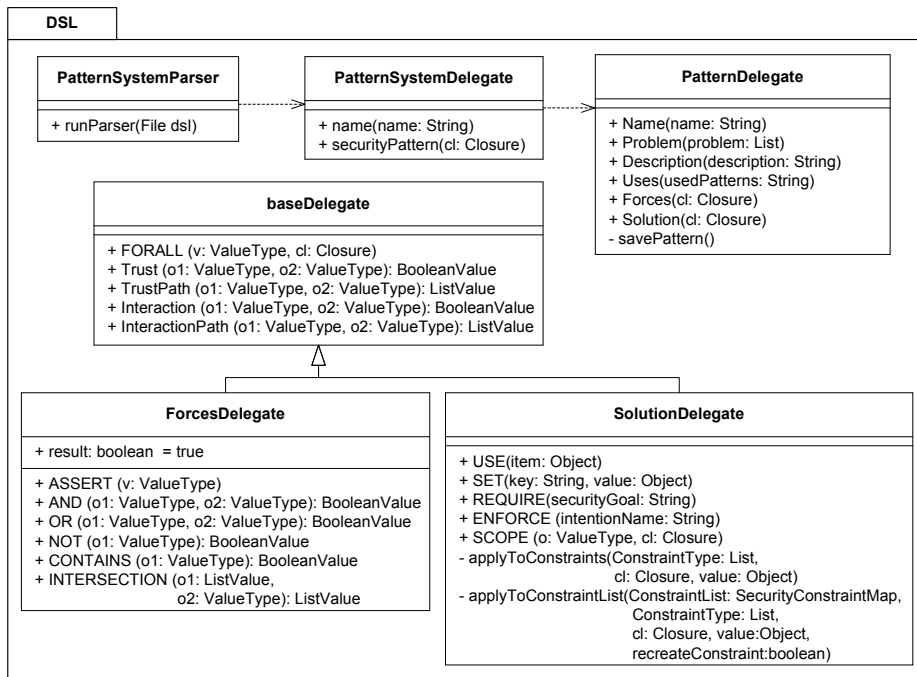 DSL
PatternSystemParser
+ runParser(File dsl)
PatternSystemDelegate
+ name(name: String)
+ securityPattern(cl: Closure)
PatternDelegate
+ Name(name: String)
+ Problem(problem: List)
+ Description(description: String)
+ Uses(usedPatterns: String)
+ Forces(cl: Closure)
+ Solution(cl: Closure)
- savePattern()
baseDelegate
+ FORALL (v: ValueType, cl: Closure)
+ Trust (o1: ValueType, o2: ValueType): BooleanValue
+ TrustPath (o1: ValueType, o2: ValueType): ListValue
+ Interaction (o1: ValueType, o2: ValueType): BooleanValue
+ InteractionPath (o1: ValueType, o2: ValueType): ListValue
ForcesDelegate
+ result: boolean = true
+ ASSERT (v: ValueType)
+ AND (o1: ValueType, o2: ValueType): BooleanValue
+ OR (o1: ValueType, o2: ValueType): BooleanValue
+ NOT (o1: ValueType): BooleanValue
+ CONTAINS (o1: ValueType): BooleanValue
+ INTERSECTION (o1: ListValue,
o2: ValueType): ListValue
SolutionDelegate
+ USE(item: Object)
+ SET(key: String, value: Object)
+ REQUIRE(securityGoal: String)
+ ENFORCE (intentionName: String)
+ SCOPE (o: ValueType, cl: Closure)
- applyToConstraints(ConstraintType: List,
cl: Closure, value: Object)
- applyToConstraintList(ConstraintList: SecurityConstraintMap,
ConstraintType: List,
cl: Closure, value:Object,
recreateConstraint:boolean)